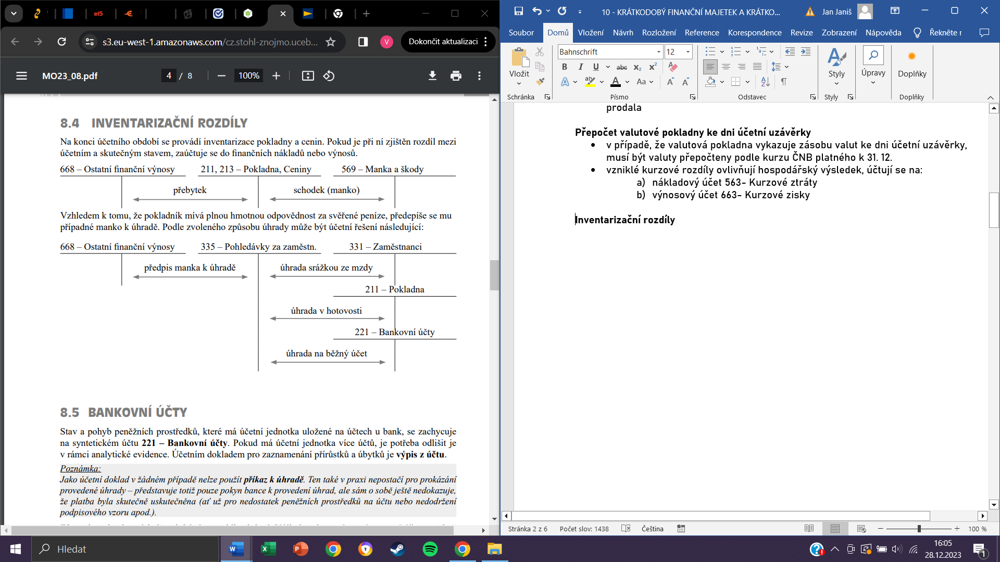 el5
s3.eu-west-1.amazonaws.com/cz.stohl-znojmo.uceb...
V
Dokončit aktualizaci
MO23_08.pdf
4 / 8
100%
8.4 INVENTARIZAČNÍ ROZDÍLY
Na konci účetního období se provádí inventarizace pokladny a cenin. Pokud je při ní zjištěn rozdíl mezi
účetním a skutečným stavem, zaúčtuje se do finančních nákladů nebo výnosů.
668 – Ostatní finanční výnosy 211, 213 – Pokladna, Ceniny 569 – Manka a škody
přebytek schodek (manko)
Vzhledem k tomu, že pokladník mívá plnou hmotnou odpovědnost za svěřené peníze, předepíše se mu
případné manko k úhradě. Podle zvoleného způsobu úhrady může být účetní řešení následující:
668 – Ostatní finanční výnosy 335 – Pohledávky za zaměstn. 331 – Zaměstnanci
předpis manka k úhradě úhrada srážkou ze mzdy
211 – Pokladna
úhrada v hotovosti
221 – Bankovní účty
úhrada na běžný účet
8.5 BANKOVNÍ ÚČTY
Stav a pohyb peněžních prostředků, které má účetní jednotka uložené na účtech u bank, se zachycuje
na syntetickém účtu 221 – Bankovní účty. Pokud má účetní jednotka více účtů, je potřeba odlišit je
v rámci analytické evidence. Účetním dokladem pro zaznamenání přírůstků a úbytků je výpis z účtu.
Poznámka:
Jako účetní doklad v žádném případě nelze použít příkaz k úhradě. Ten také v praxi nepostačí pro prokázání
provedené úhrady – představuje totiž pouze pokyn bance k provedení úhrad, ale sám o sobě ještě nedokazuje,
že platba byla skutečně uskutečněna (ať už pro nedostatek peněžních prostředků na účtu nebo nedodržení
podpisového vzoru apod.).
10 - KRÁTKODOBÝ FINANČNÍ MAJETEK A KRÁTKO...
Jan Janiš
Soubor Domů Vložení Návrh Rozložení Reference Korespondence Revize Zobrazení Nápověda Řekněte
Vložit
Bahnschrift 12
Styly
Úpravy
Doplňky
Schránka Písmo Odstavec Styly Doplňky
prodala
Přepočet valutové pokladny ke dni účetní uzávěrky
• v případě, že valutová pokladna vykazuje zásobu valut ke dni účetní uzávěrky,
musí být valuty přepočteny podle kurzu ČNB platného k 31. 12.
• vzniklé kurzové rozdíly ovlivňují hospodářský výsledek, účtují se na:
a) nákladový účet 563- Kurzové ztráty
b) výnosový účet 663- Kurzové zisky
Inventarizační rozdíly
Stránka 2 z 6 Počet slov: 1438 Čeština 100 %
Hledat
16:05
28.12.2023
1